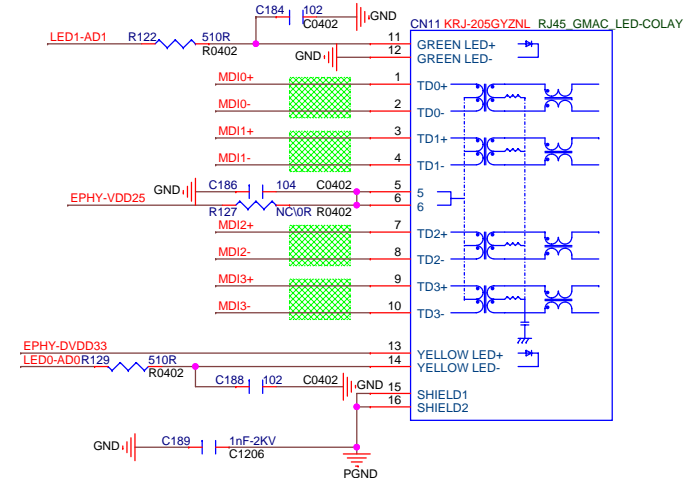 C184 102 GND
C0402
CN11 KRJ-205GYZNL RJ45_GMAC_LED-COLAY
LED1-AD1 R122 510R
R0402
11 GREEN LED+
GND 12 GREEN LED-
MDI0+ 1 TD0+
MDI0- 2 TD0-
MDI1+ 3 TD1+
MDI1- 4 TD1-
GND C186 104 C0402 5 5
EPHY-VDD25 6 6
R127 NC\0R R0402
MDI2+ 7 TD2+
MDI2- 8 TD2-
MDI3+ 9 TD3+
MDI3- 10 TD3-
EPHY-DVDD33 13 YELLOW LED+
LED0-AD0 R129 510R 14 YELLOW LED-
R0402
C188 102 C0402 GND 15 SHIELD1
16 SHIELD2
GND C189 1nF-2KV
C1206
PGND